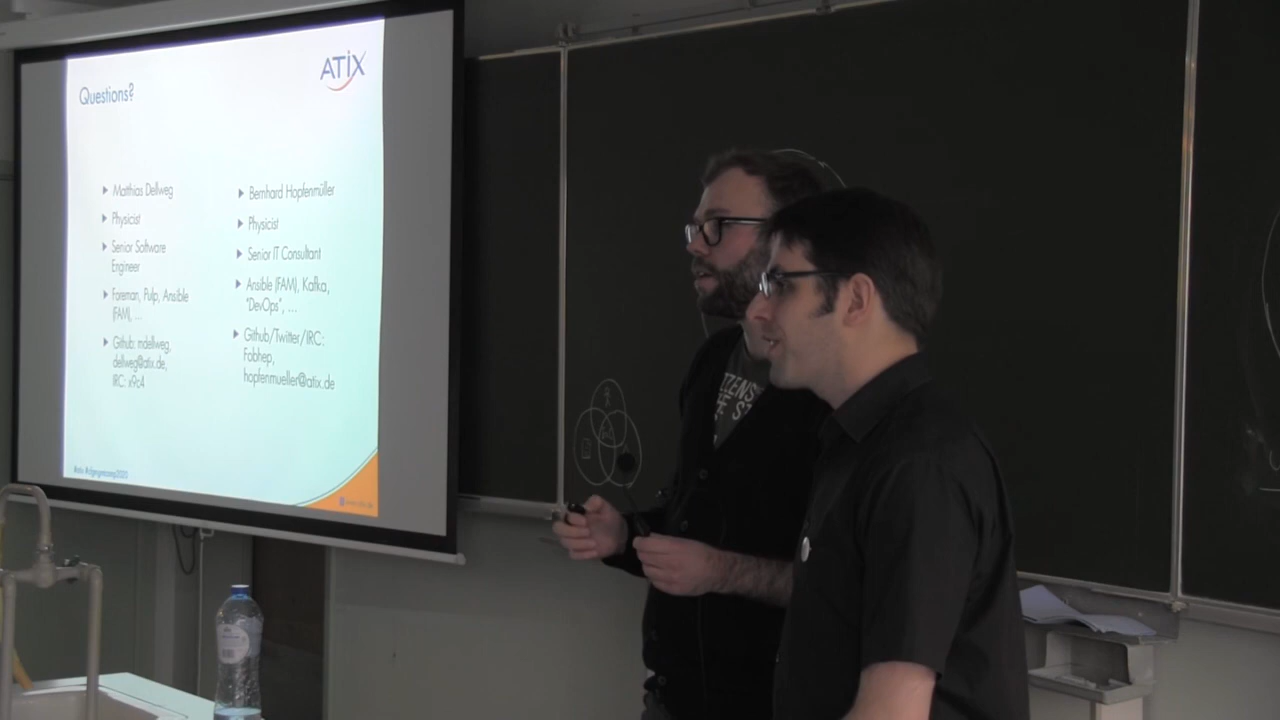 ATIX
Questions?
Matthias Dellweg
Physicist
Senior Software
Engineer
Foreman, Pulp, Ansible
(FAM), ...
Github: mdellweg,
dellweg@atix.de,
IRC: x9c4
Bernhard Hopfenmüller
Physicist
Senior IT Consultant
Ansible (FAM), Kafka,
"DevOps", ...
Github/Twitter/IRC:
Fobhep,
hopfenmueller@atix.de